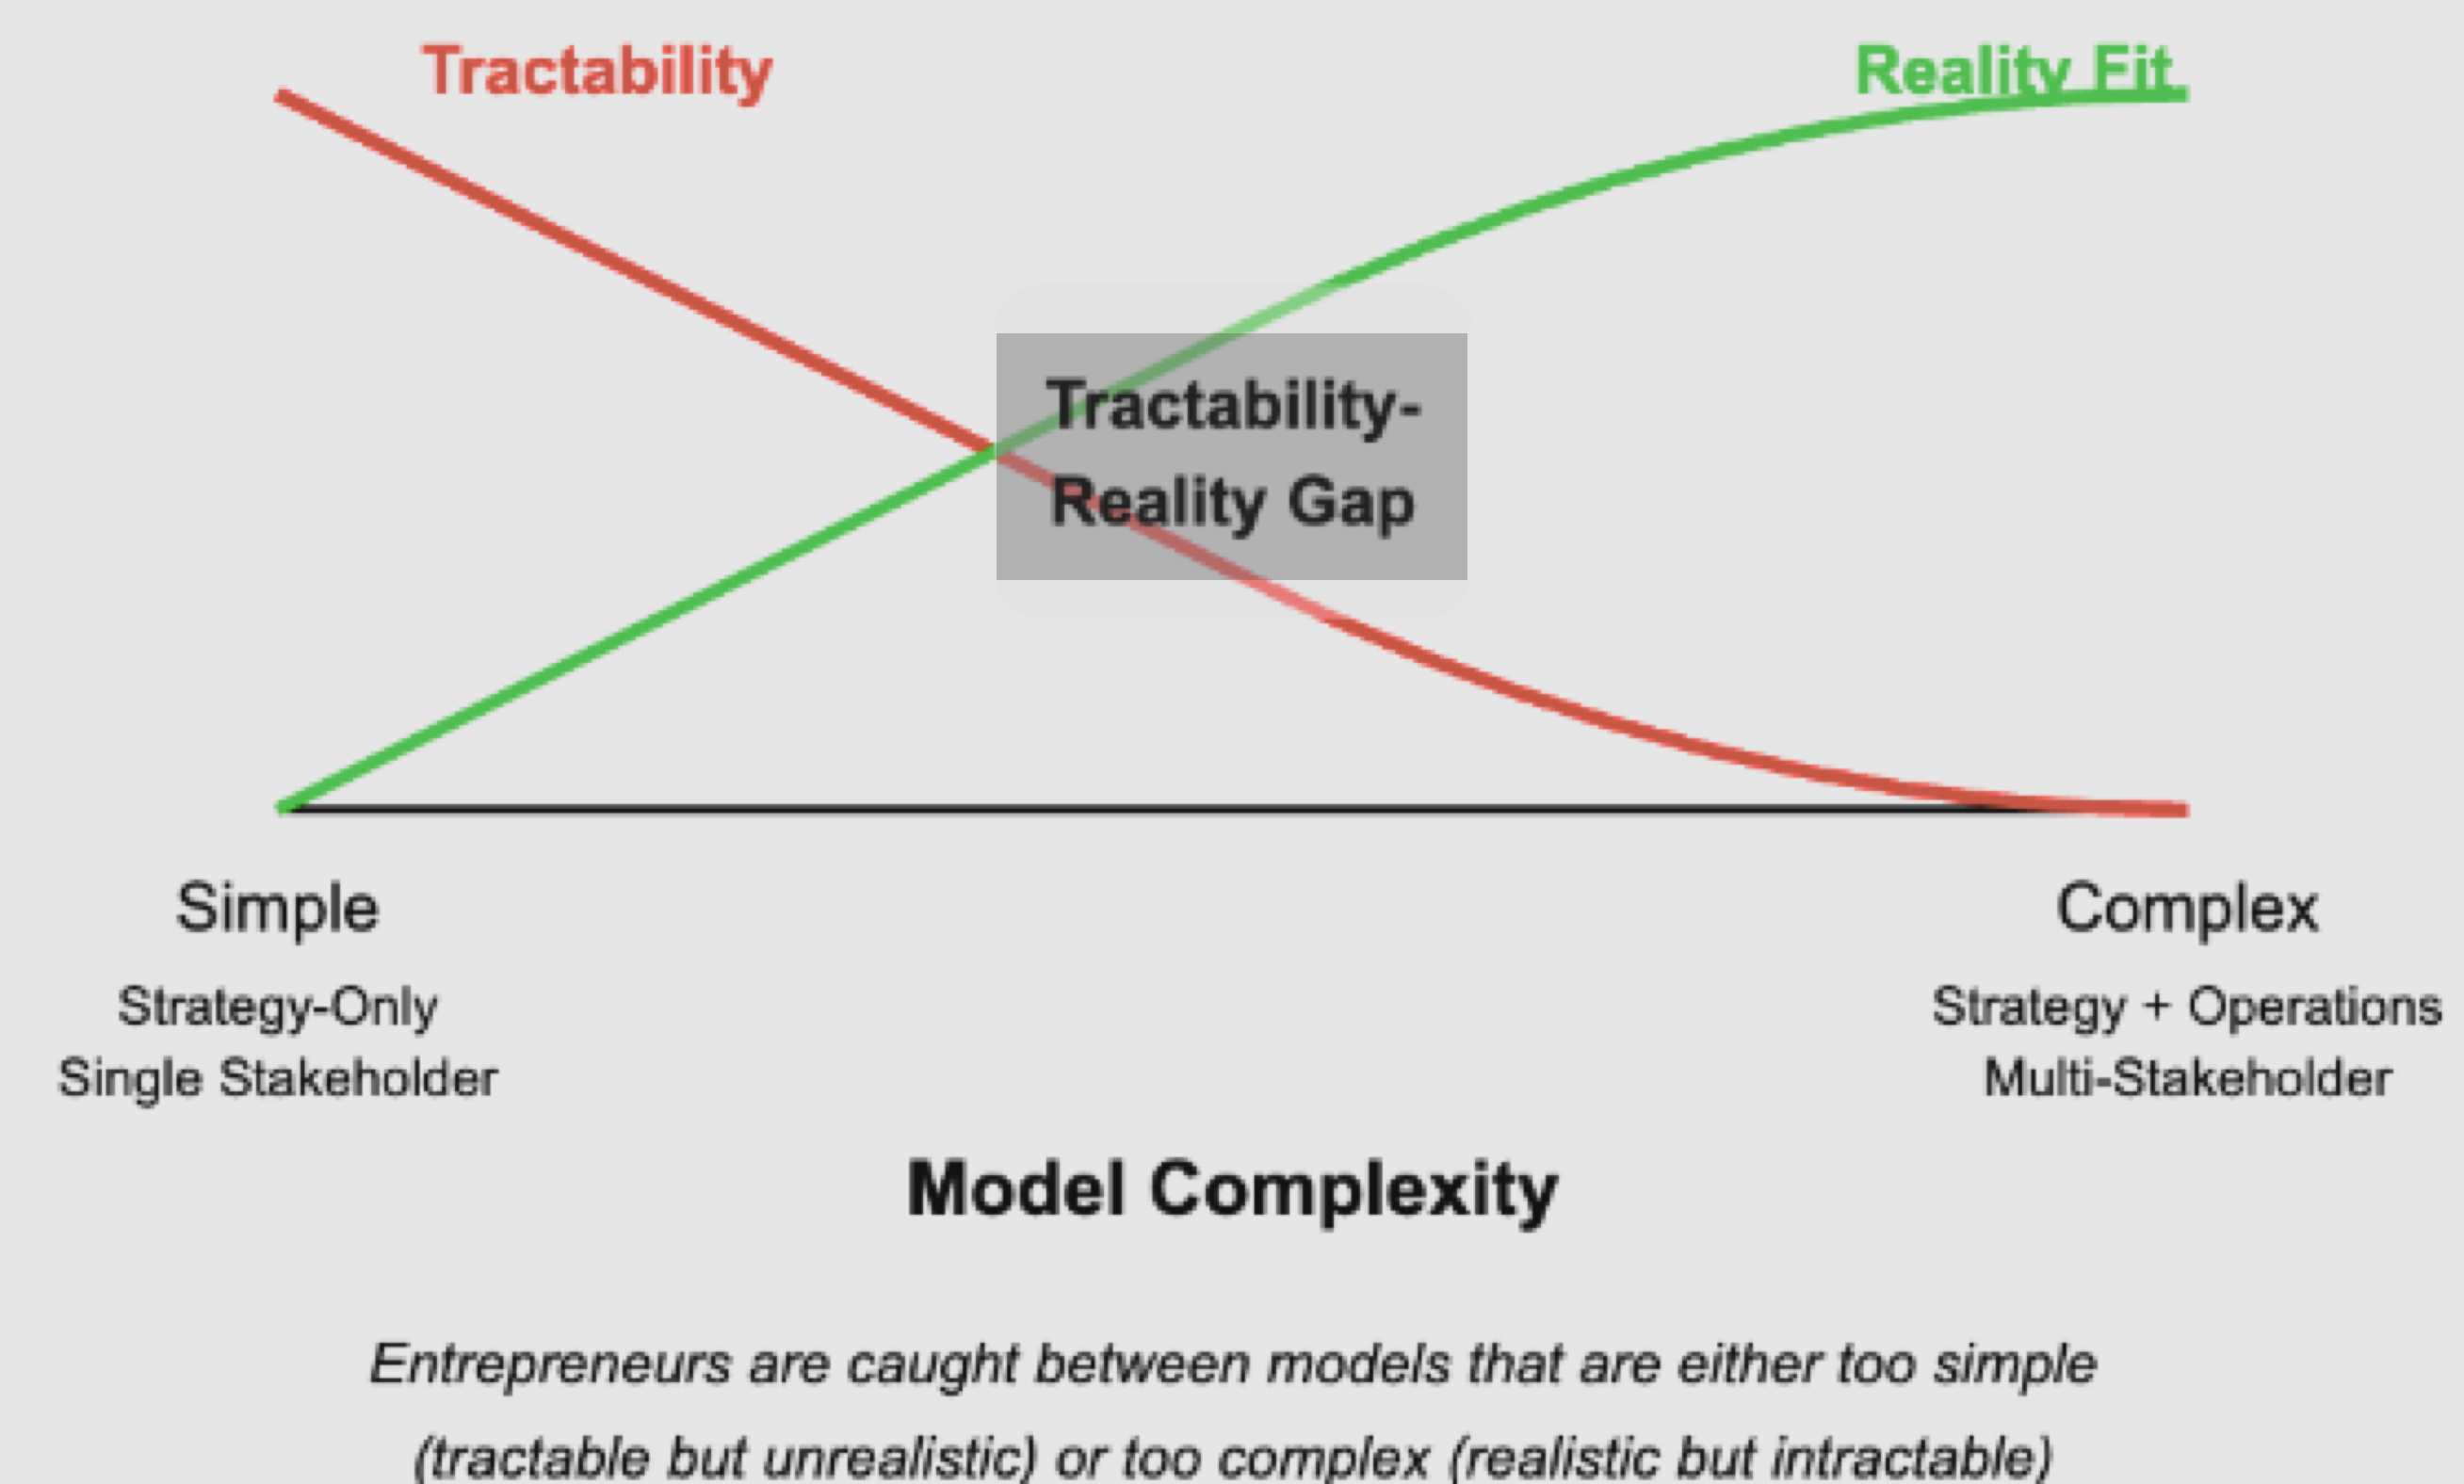 Tractability
Reality Fit
Tractability-
Reality Gap
Simple
Complex
Strategy-Only
Strategy + Operations
Single Stakeholder
Multi-Stakeholder
Model Complexity
Entrepreneurs are caught between models that are either too simple
(tractable but unrealistic) or too complex (realistic but intractable)